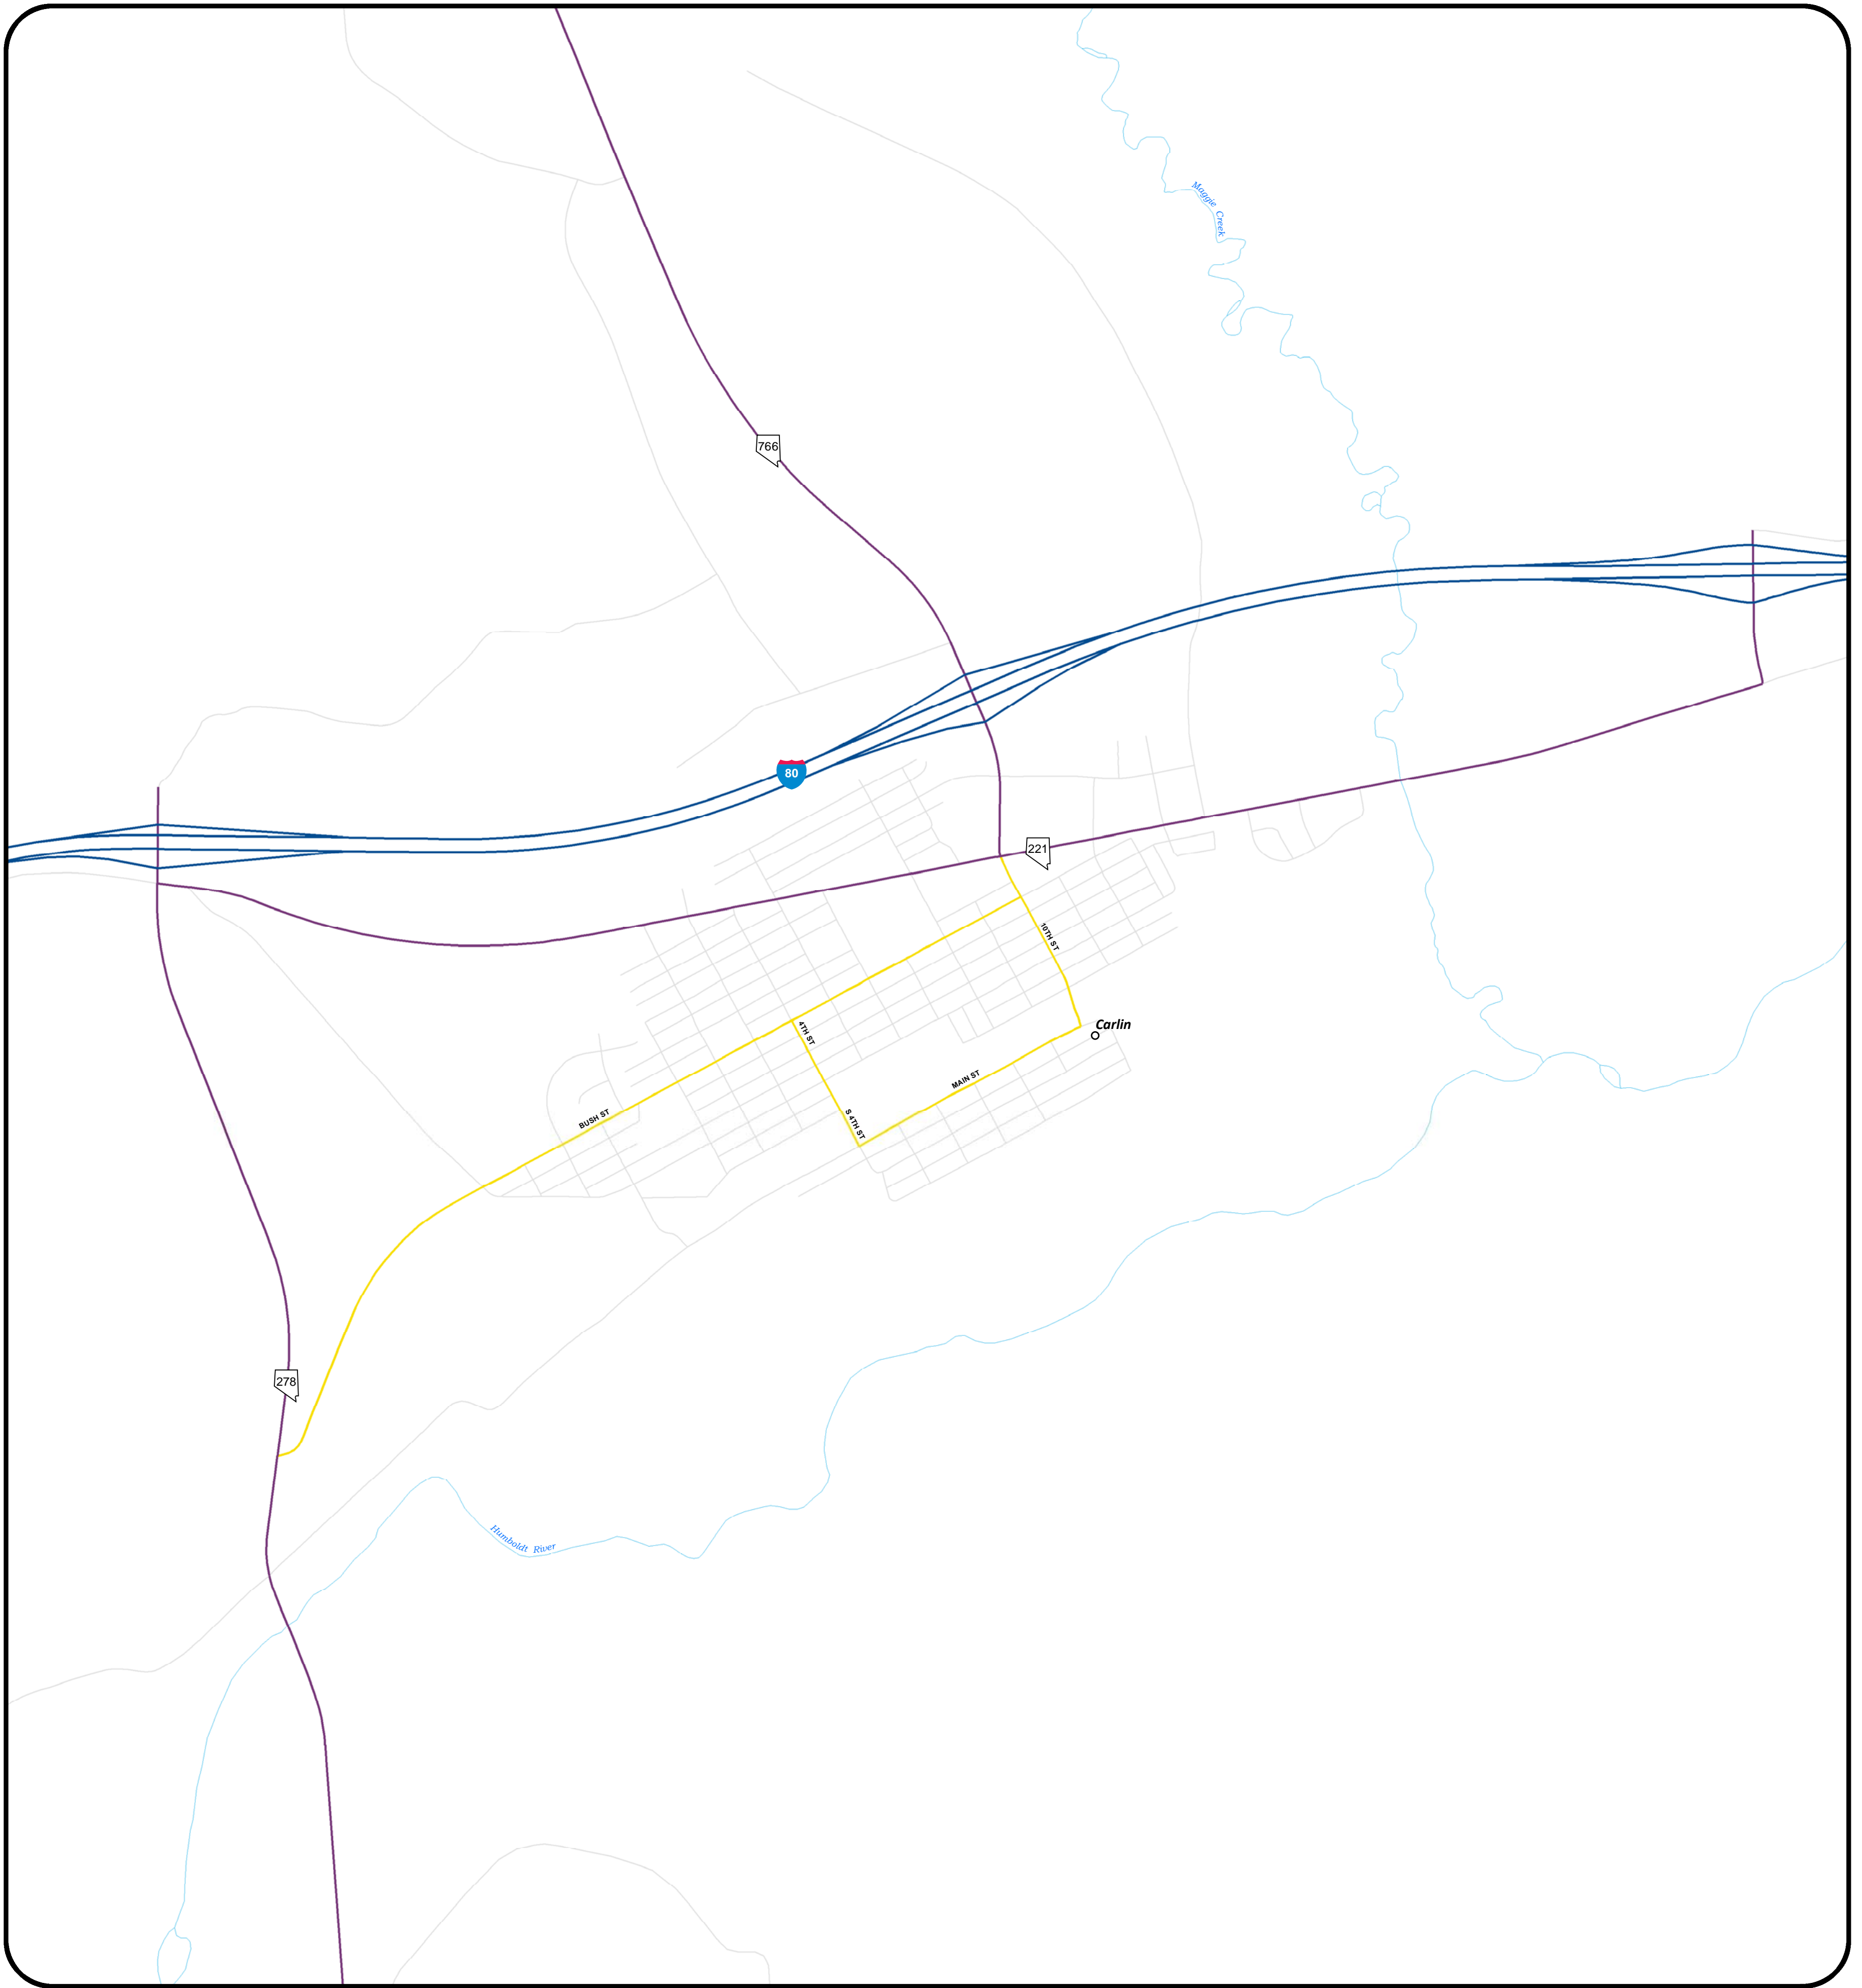 Maggie Creek
766
80
221
10TH ST
Carlin
4TH ST
MAIN ST
BUSH ST
S 4TH ST
278
Humboldt River